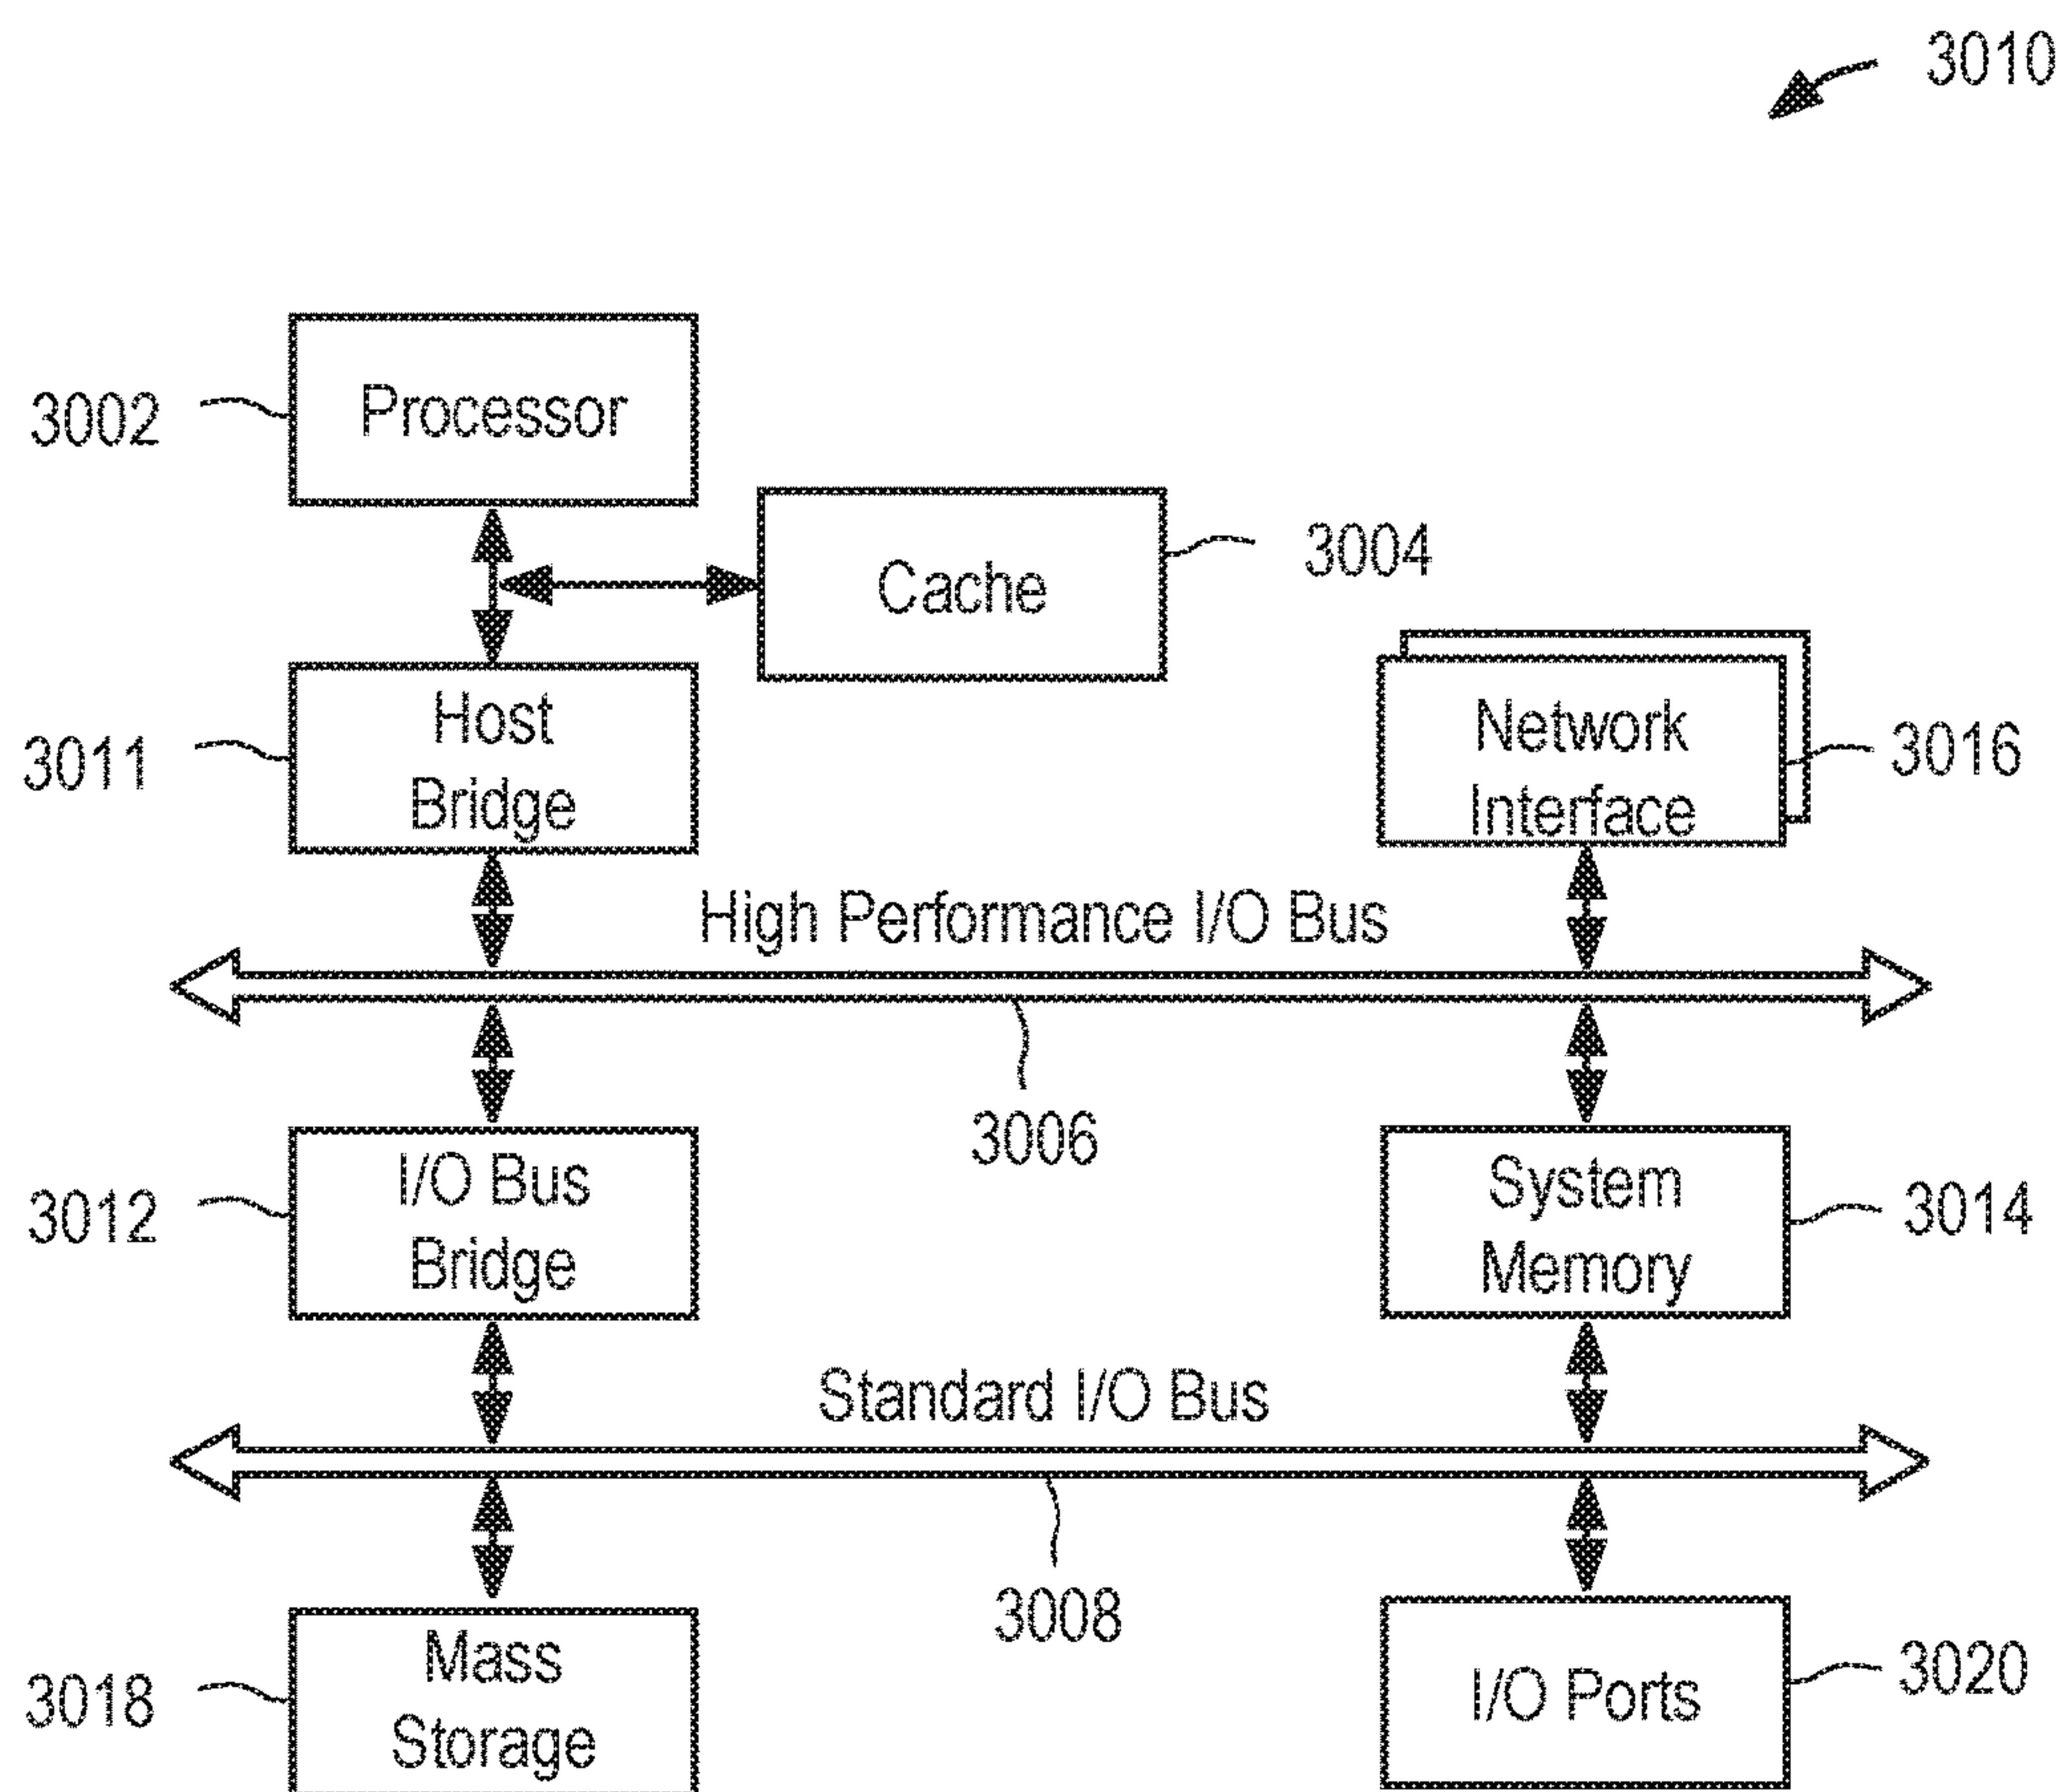 3010
Processor
3002
Cache
3004
Host
Bridge
3011
Network
Interface
3016
High Performance I/O Bus
3006
I/O Bus
Bridge
3012
System
Memory
3014
Standard I/O Bus
3008
Mass
Storage
3018
I/O Ports
3020